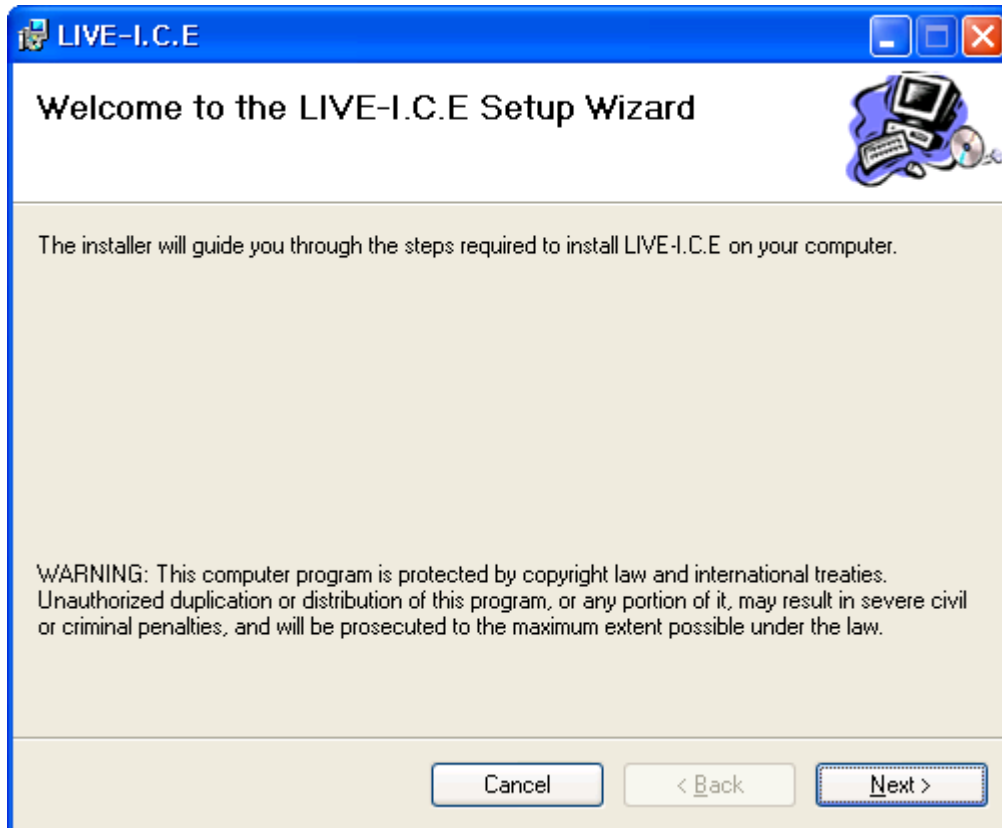 LIVE-I.C.E
Welcome to the LIVE-I.C.E Setup Wizard
The installer will guide you through the steps required to install LIVE-I.C.E on your computer.
WARNING: This computer program is protected by copyright law and international treaties.
Unauthorized duplication or distribution of this program, or any portion of it, may result in severe civil
or criminal penalties, and will be prosecuted to the maximum extent possible under the law.
Cancel
< Back
Next >